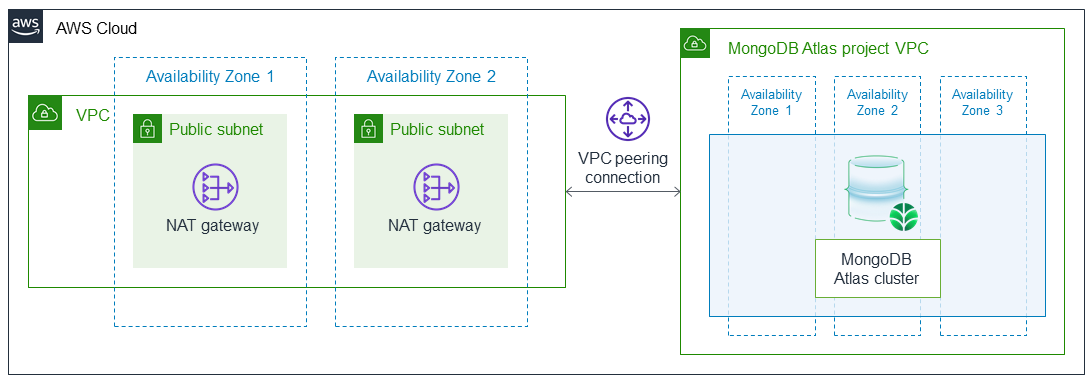 aws
AWS Cloud
Availability Zone 1
Availability Zone 2
VPC
Public subnet
NAT gateway
Public subnet
NAT gateway
VPC peering
connection
MongoDB Atlas project VPC
Availability
Zone 1
Availability
Zone 2
Availability
Zone 3
MongoDB
Atlas cluster